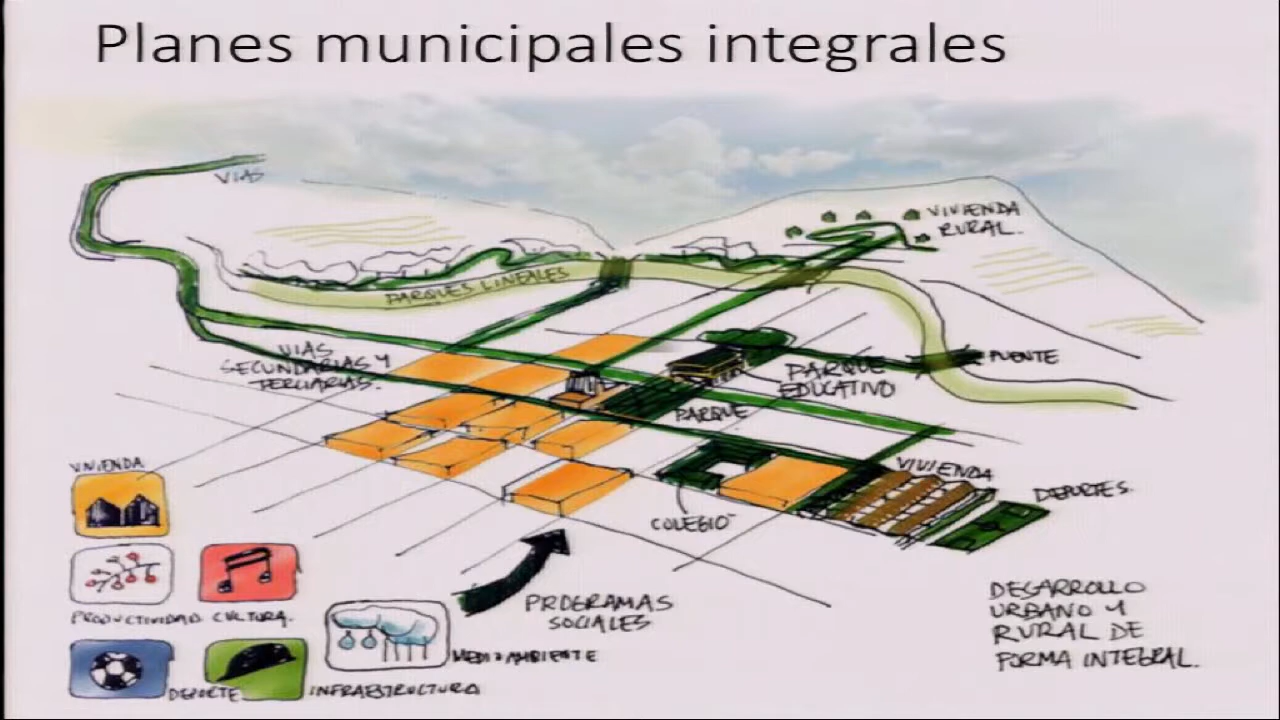 Planes municipales integrales
VIAS
VIVIENDA
RURAL.
PARQUES LINEALES
VIAS
SECUNDARIAS Y
TERCIARIAS.
PUENTE
PARQUE
EDUCATIVO
PARQUE
VIVIENDA
VIVIENDA
DEPORTES
COLEGIO
PRODUCTIVIDAD
CULTURA.
PROGRAMAS
SOCIALES
DESARROLLO
URBANO Y
RURAL DE
FORMA INTEGRAL.
MEDIO AMBIENTE
DEPORTE
INFRAESTRUCTURA